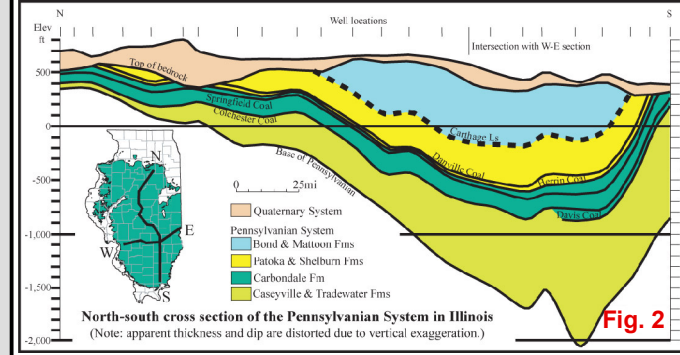 N
Well locations
S
Elev
ft
Intersection with W-E section
Top of bedrock
500
Springfield Coal
Colchester Coal
Carthage Ls
0
Danville Coal
Base of Pennsylvanian
N
0 25mi
Herrin Coal
-500
Davis Coal
Quaternary System
Pennsylvanian System
E
W
Bond & Mattoon Fms
-1,000
Patoka & Shelburn Fms
Carbondale Fm
S
Caseyville & Tradewater Fms
-1,500
North-south cross section of the Pennsylvanian System in Illinois
(Note: apparent thickness and dip are distorted due to vertical exaggeration.)
Fig. 2
-2,000